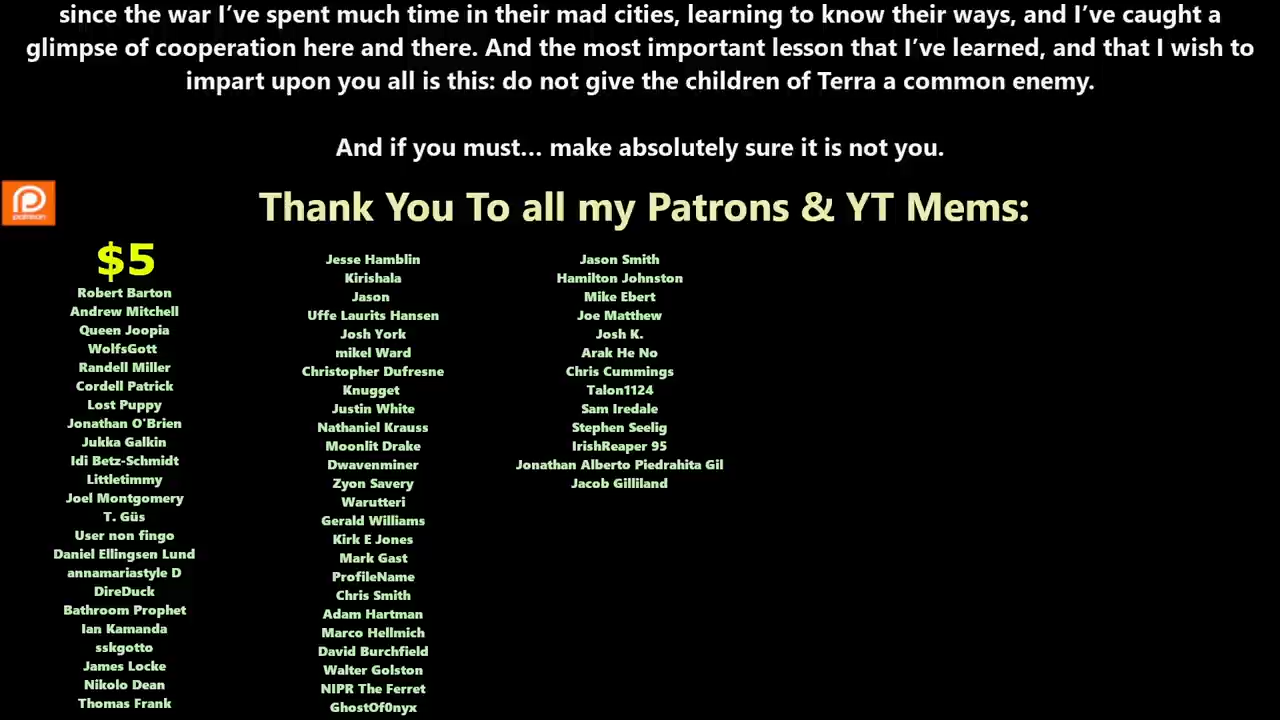 since the war I've spent much time in their mad cities, learning to know their ways, and I've caught a
glimpse of cooperation here and there. And the most important lesson that I've learned, and that I wish to
impart upon you all is this: do not give the children of Terra a common enemy.
And if you must... make absolutely sure it is not you.
patreon
Thank You To all my Patrons & YT Mems:
$5
Robert Barton
Andrew Mitchell
Queen Joopia
WolfsGott
Randell Miller
Cordell Patrick
Lost Puppy
Jonathan O'Brien
Jukka Galkin
Idi Betz-Schmidt
Littletimmy
Joel Montgomery
T. Güs
User non fingo
Daniel Ellingsen Lund
annamariastyle D
DireDuck
Bathroom Prophet
Ian Kamanda
sskgotto
James Locke
Nikolo Dean
Thomas Frank
Jesse Hamblin
Kirishala
Jason
Uffe Laurits Hansen
Josh York
mikel Ward
Christopher Dufresne
Knugget
Justin White
Nathaniel Krauss
Moonlit Drake
Dwavenminer
Zyon Savery
Warutteri
Gerald Williams
Kirk E Jones
Mark Gast
ProfileName
Chris Smith
Adam Hartman
Marco Hellmich
David Burchfield
Walter Golston
NIPR The Ferret
GhostOf0nyx
Jason Smith
Hamilton Johnston
Mike Ebert
Joe Matthew
Josh K.
Arak He No
Chris Cummings
Talon1124
Sam Iredale
Stephen Seelig
IrishReaper 95
Jonathan Alberto Piedrahita Gil
Jacob Gilliland